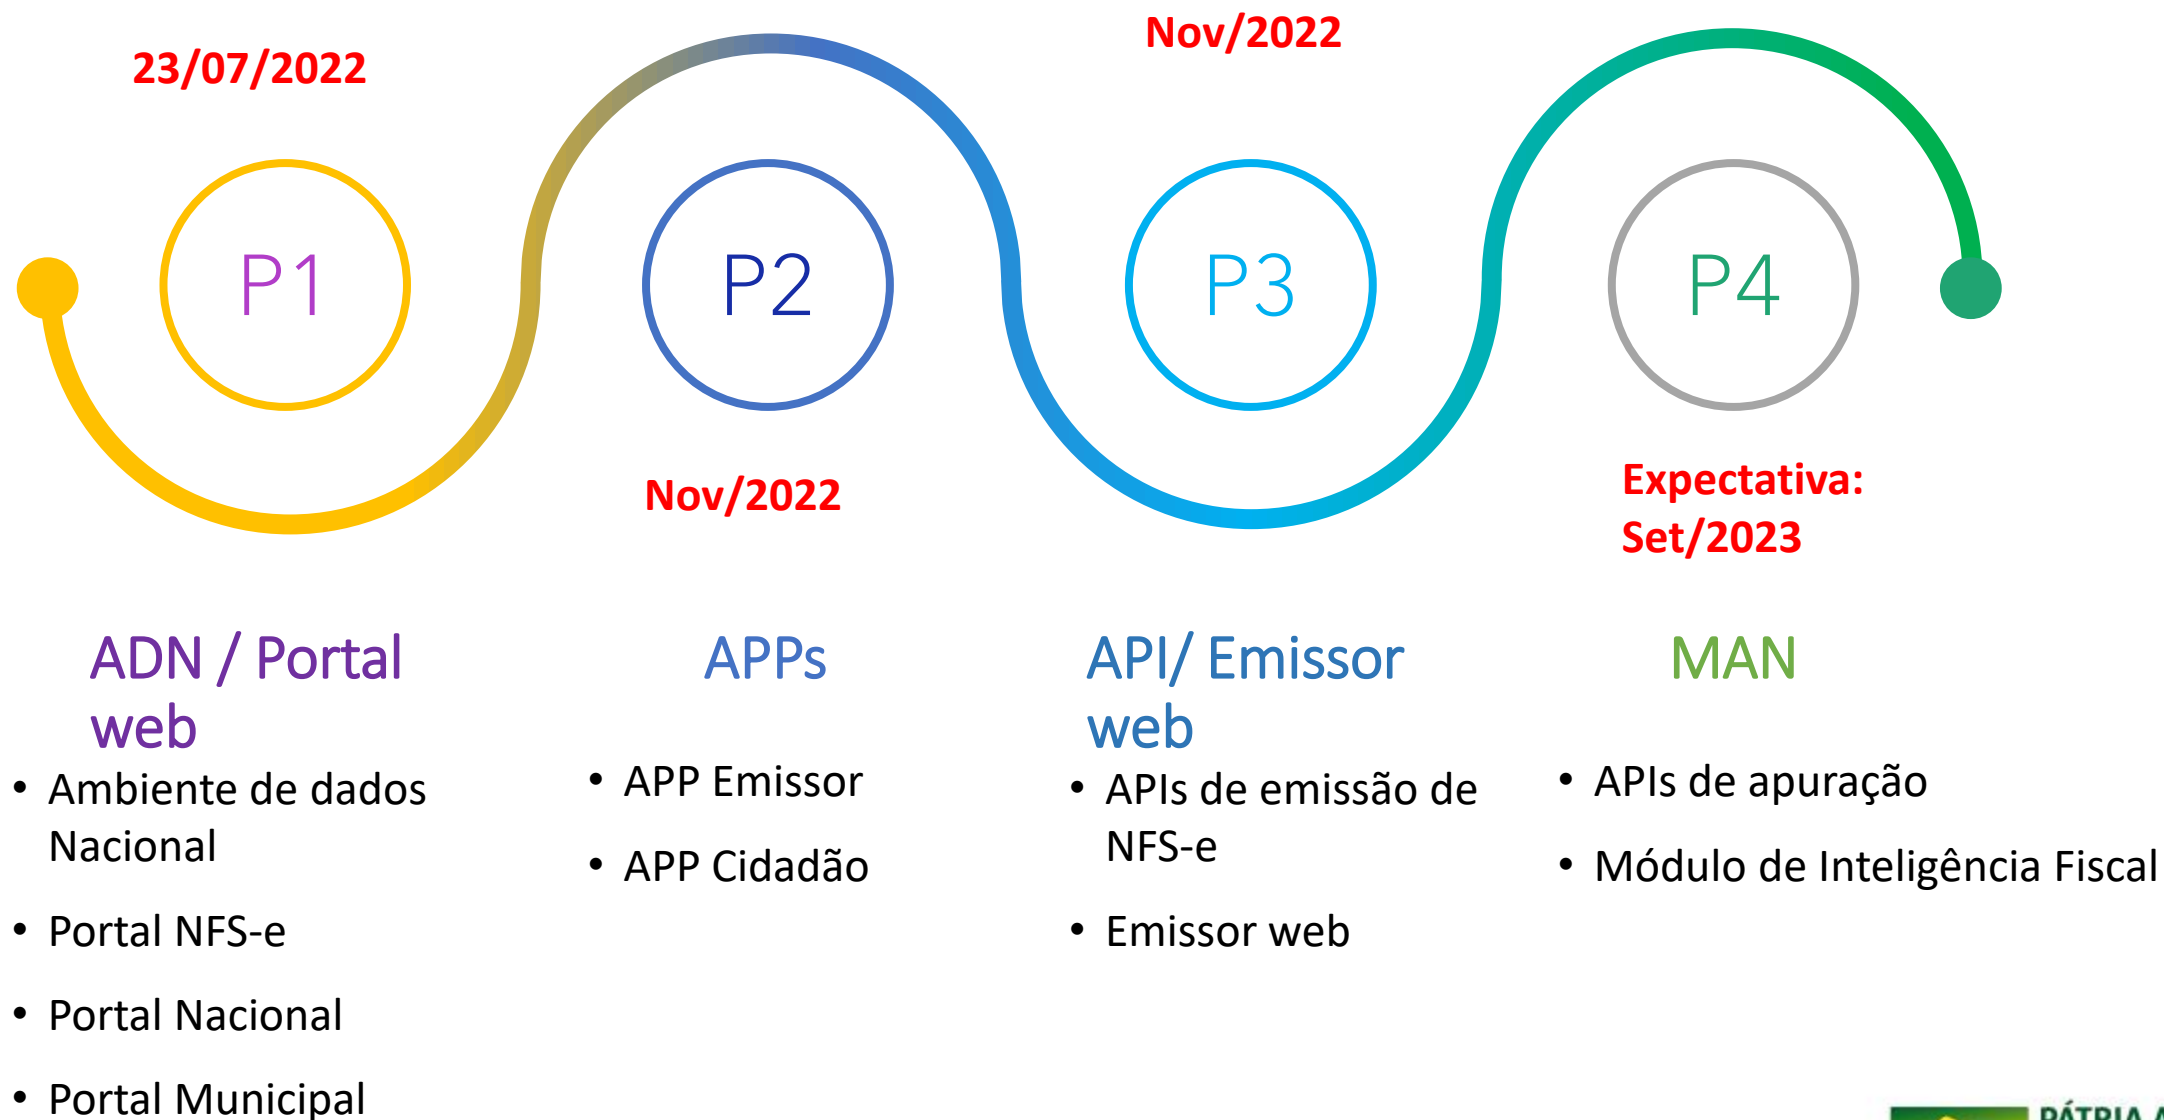 23/07/2022
Nov/2022
P1
P2
P3
P4
Nov/2022
Expectativa:
Set/2023
ADN / Portal
web
• Ambiente de dados
Nacional
• Portal NFS-e
• Portal Nacional
• Portal Municipal
APPs
• APP Emissor
• APP Cidadão
API/ Emissor
web
• APIs de emissão de
NFS-e
• Emissor web
MAN
• APIs de apuração
• Módulo de Inteligência Fiscal
PÁTRIA A